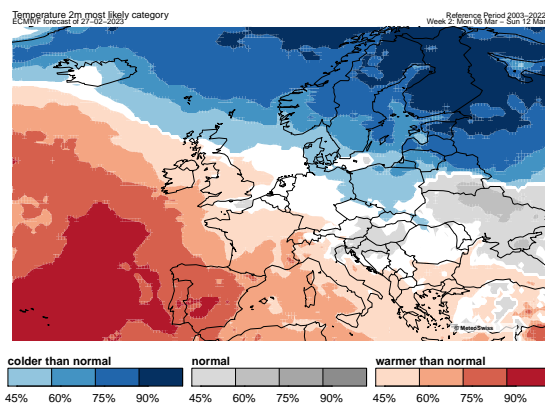 Temperature 2m most likely category
ECMWF forecast of 27-02-2023
Reference Period 2003-2022
Week 2: Mon 06 Mar – Sun 12 Mar
© MeteoSwiss
colder than normal
normal
warmer than normal
45% 60% 75% 90%
45% 60% 75% 90%
45% 60% 75% 90%